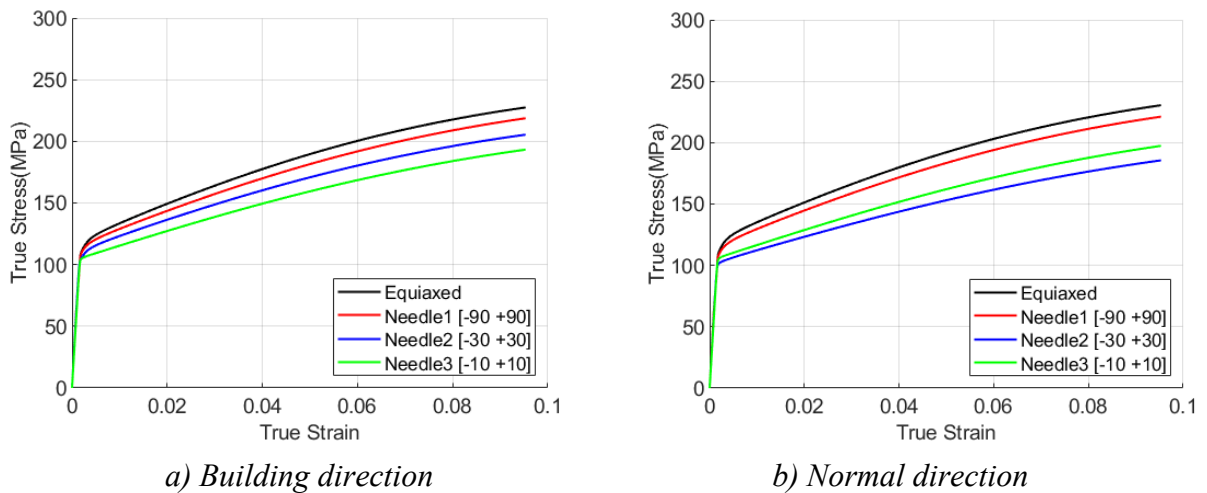 300
250
200
150
100
50
0
True Stress(MPa)
0
0.02
0.04
0.06
0.08
0.1
True Strain
Equiaxed
Needle1 [-90 +90]
Needle2 [-30 +30]
Needle3 [-10 +10]
a) Building direction
300
250
200
150
100
50
0
True Stress(MPa)
0
0.02
0.04
0.06
0.08
0.1
True Strain
Equiaxed
Needle1 [-90 +90]
Needle2 [-30 +30]
Needle3 [-10 +10]
b) Normal direction